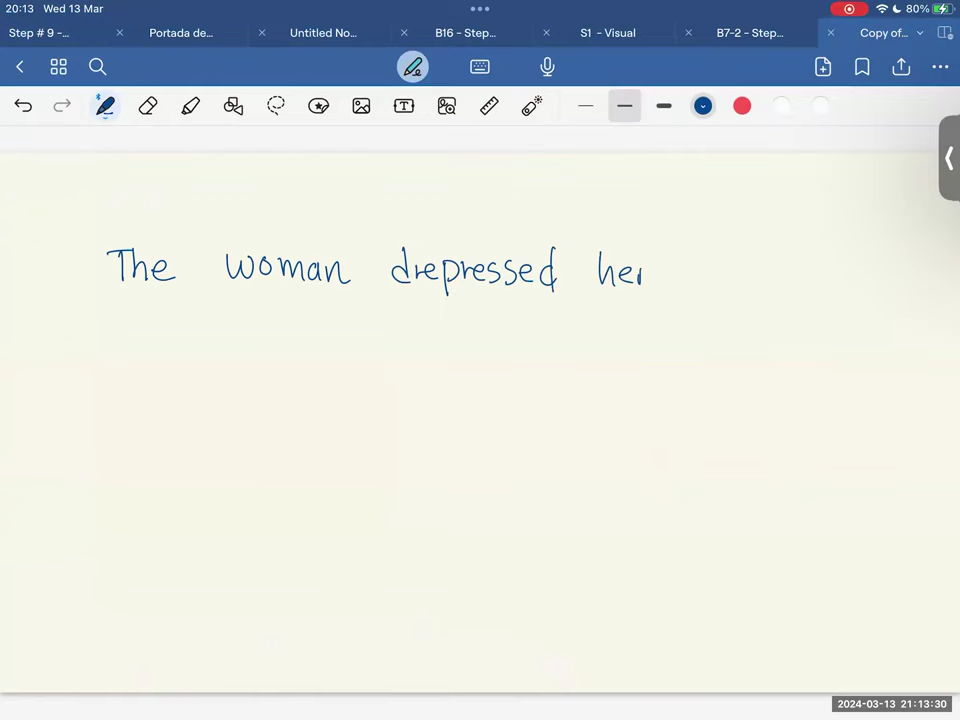 20:13 Wed 13 Mar 80%
Step # 9 –... Portada de... Untitled No... B16 – Step... S1 – Visual B7-2 – Step... Copy of...
The woman drepressed her
2024-03-13 21:13:30